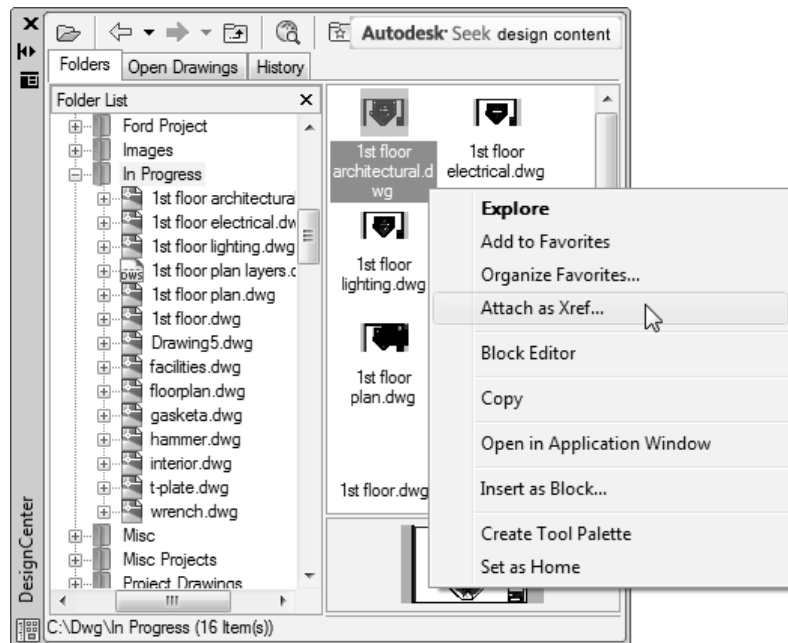 Autodesk® Seek design content
Folders
Open Drawings
History
Folder List
Ford Project
Images
In Progress
1st floor architectura
1st floor electrical.dw
1st floor lighting.dwg
DWS
1st floor plan layers.c
1st floor plan.dwg
1st floor.dwg
Drawing5.dwg
facilities.dwg
floorplan.dwg
gasketa.dwg
hammer.dwg
interior.dwg
t-plate.dwg
wrench.dwg
Misc
Misc Projects
Project Drawings
1st floor
architectural.d
wg
1st floor
electrical.dwg
1st floor
lighting.dwg
1st floor
plan.dwg
1st floor.dwg
Explore
Add to Favorites
Organize Favorites...
Attach as Xref...
Block Editor
Copy
Open in Application Window
Insert as Block...
Create Tool Palette
Set as Home
DesignCenter
C:\Dwg\In Progress (16 Item(s))